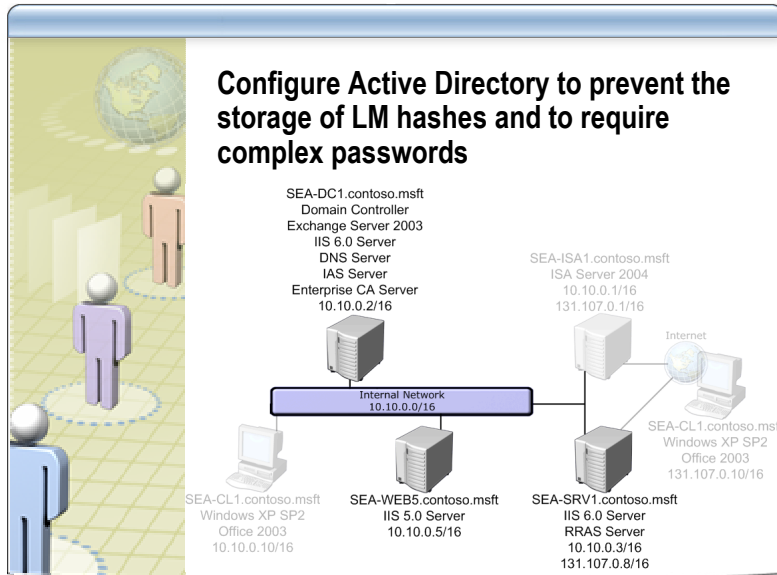 Configure Active Directory to prevent the
storage of LM hashes and to require
complex passwords
SEA-DC1.contoso.msft
Domain Controller
Exchange Server 2003
IIS 6.0 Server
DNS Server
IAS Server
Enterprise CA Server
10.10.0.2/16
SEA-ISA1.contoso.msft
ISA Server 2004
10.10.0.1/16
131.107.0.1/16
Internet
Internal Network
10.10.0.0/16
SEA-CL1.contoso.msf
Windows XP SP2
Office 2003
131.107.0.10/16
SEA-CL1.contoso.msft
Windows XP SP2
Office 2003
10.10.0.10/16
SEA-WEB5.contoso.msft
IIS 5.0 Server
10.10.0.5/16
SEA-SRV1.contoso.msft
IIS 6.0 Server
RRAS Server
10.10.0.3/16
131.107.0.8/16